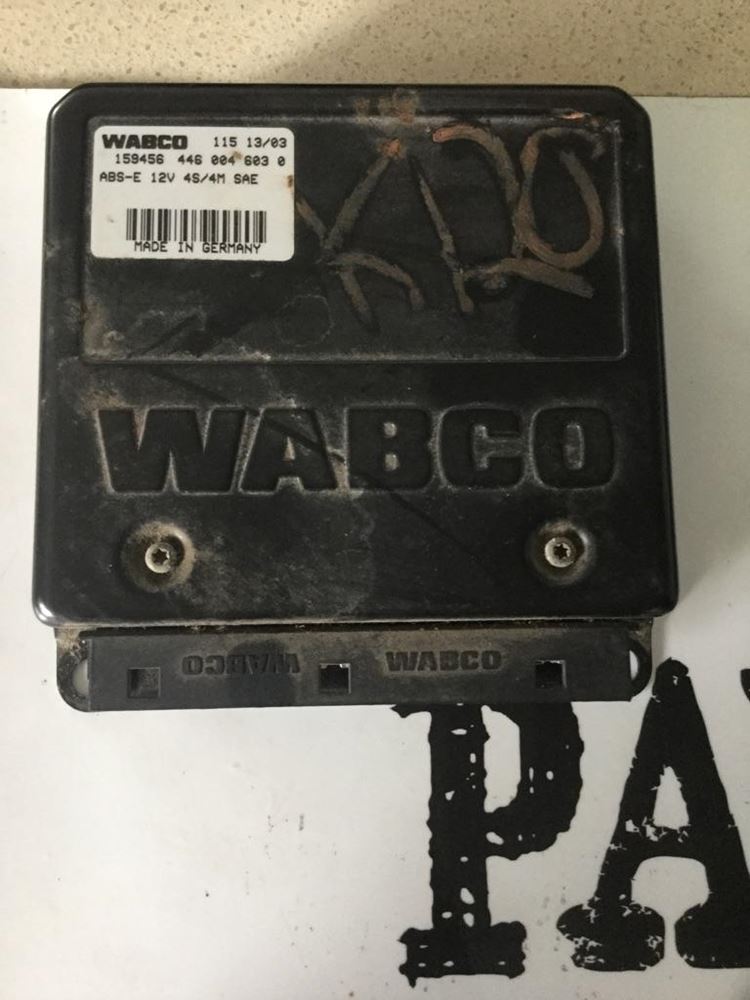 WABCO 115 13/03
159456 446 004 603 0
ABS-E 12V 4S/4M SAE
MADE IN GERMANY
WABCO
WABCO WABCO
PA